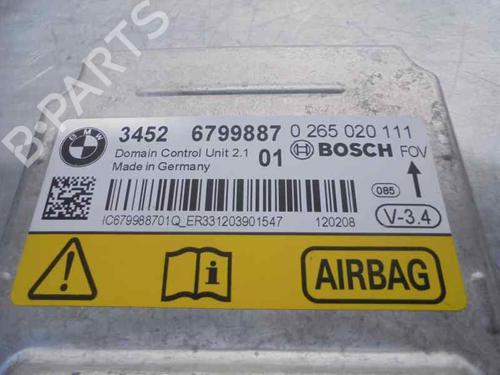 B-PARTS
BMW
3452 6799887 0 265 020 111
Domain Control Unit 2.1 01 BOSCH FOV
Made in Germany
085
IC679988701Q_ER331203901547 120208
V-3.4
AIRBAG